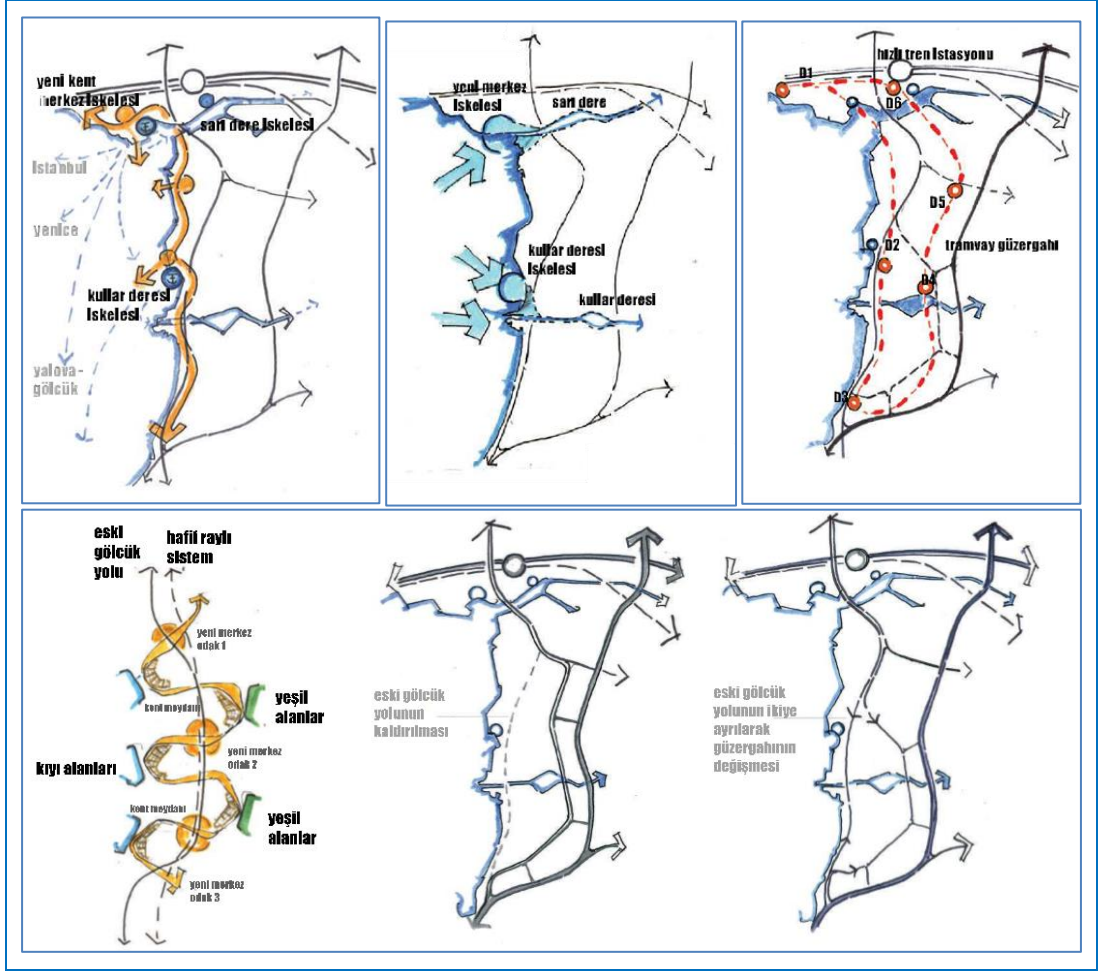 yeni kent
merkez iskelesi
sarı dere iskelesi
istanbul
yenice
kullar deresi
iskelesi
yalova-
gölcük
yeni merkez
iskelesi
sarı dere
kullar deresi
iskelesi
kullar deresi
hızlı tren istasyonu
D1
D6
D5
D2
tramvay güzergahı
D4
D3
eski
gölcük
yolu
hafif raylı
sistem
yeni merkez
odak 1
kent meydanı
yeşil
alanlar
kıyı alanları
yeni merkez
odak 2
kent meydanı
yeşil
alanlar
yeni merkez
odak 3
eski gölcük
yolunun
kaldırılması
eski gölcük
yolunun ikiye
ayrılarak
güzergahının
değişmesi